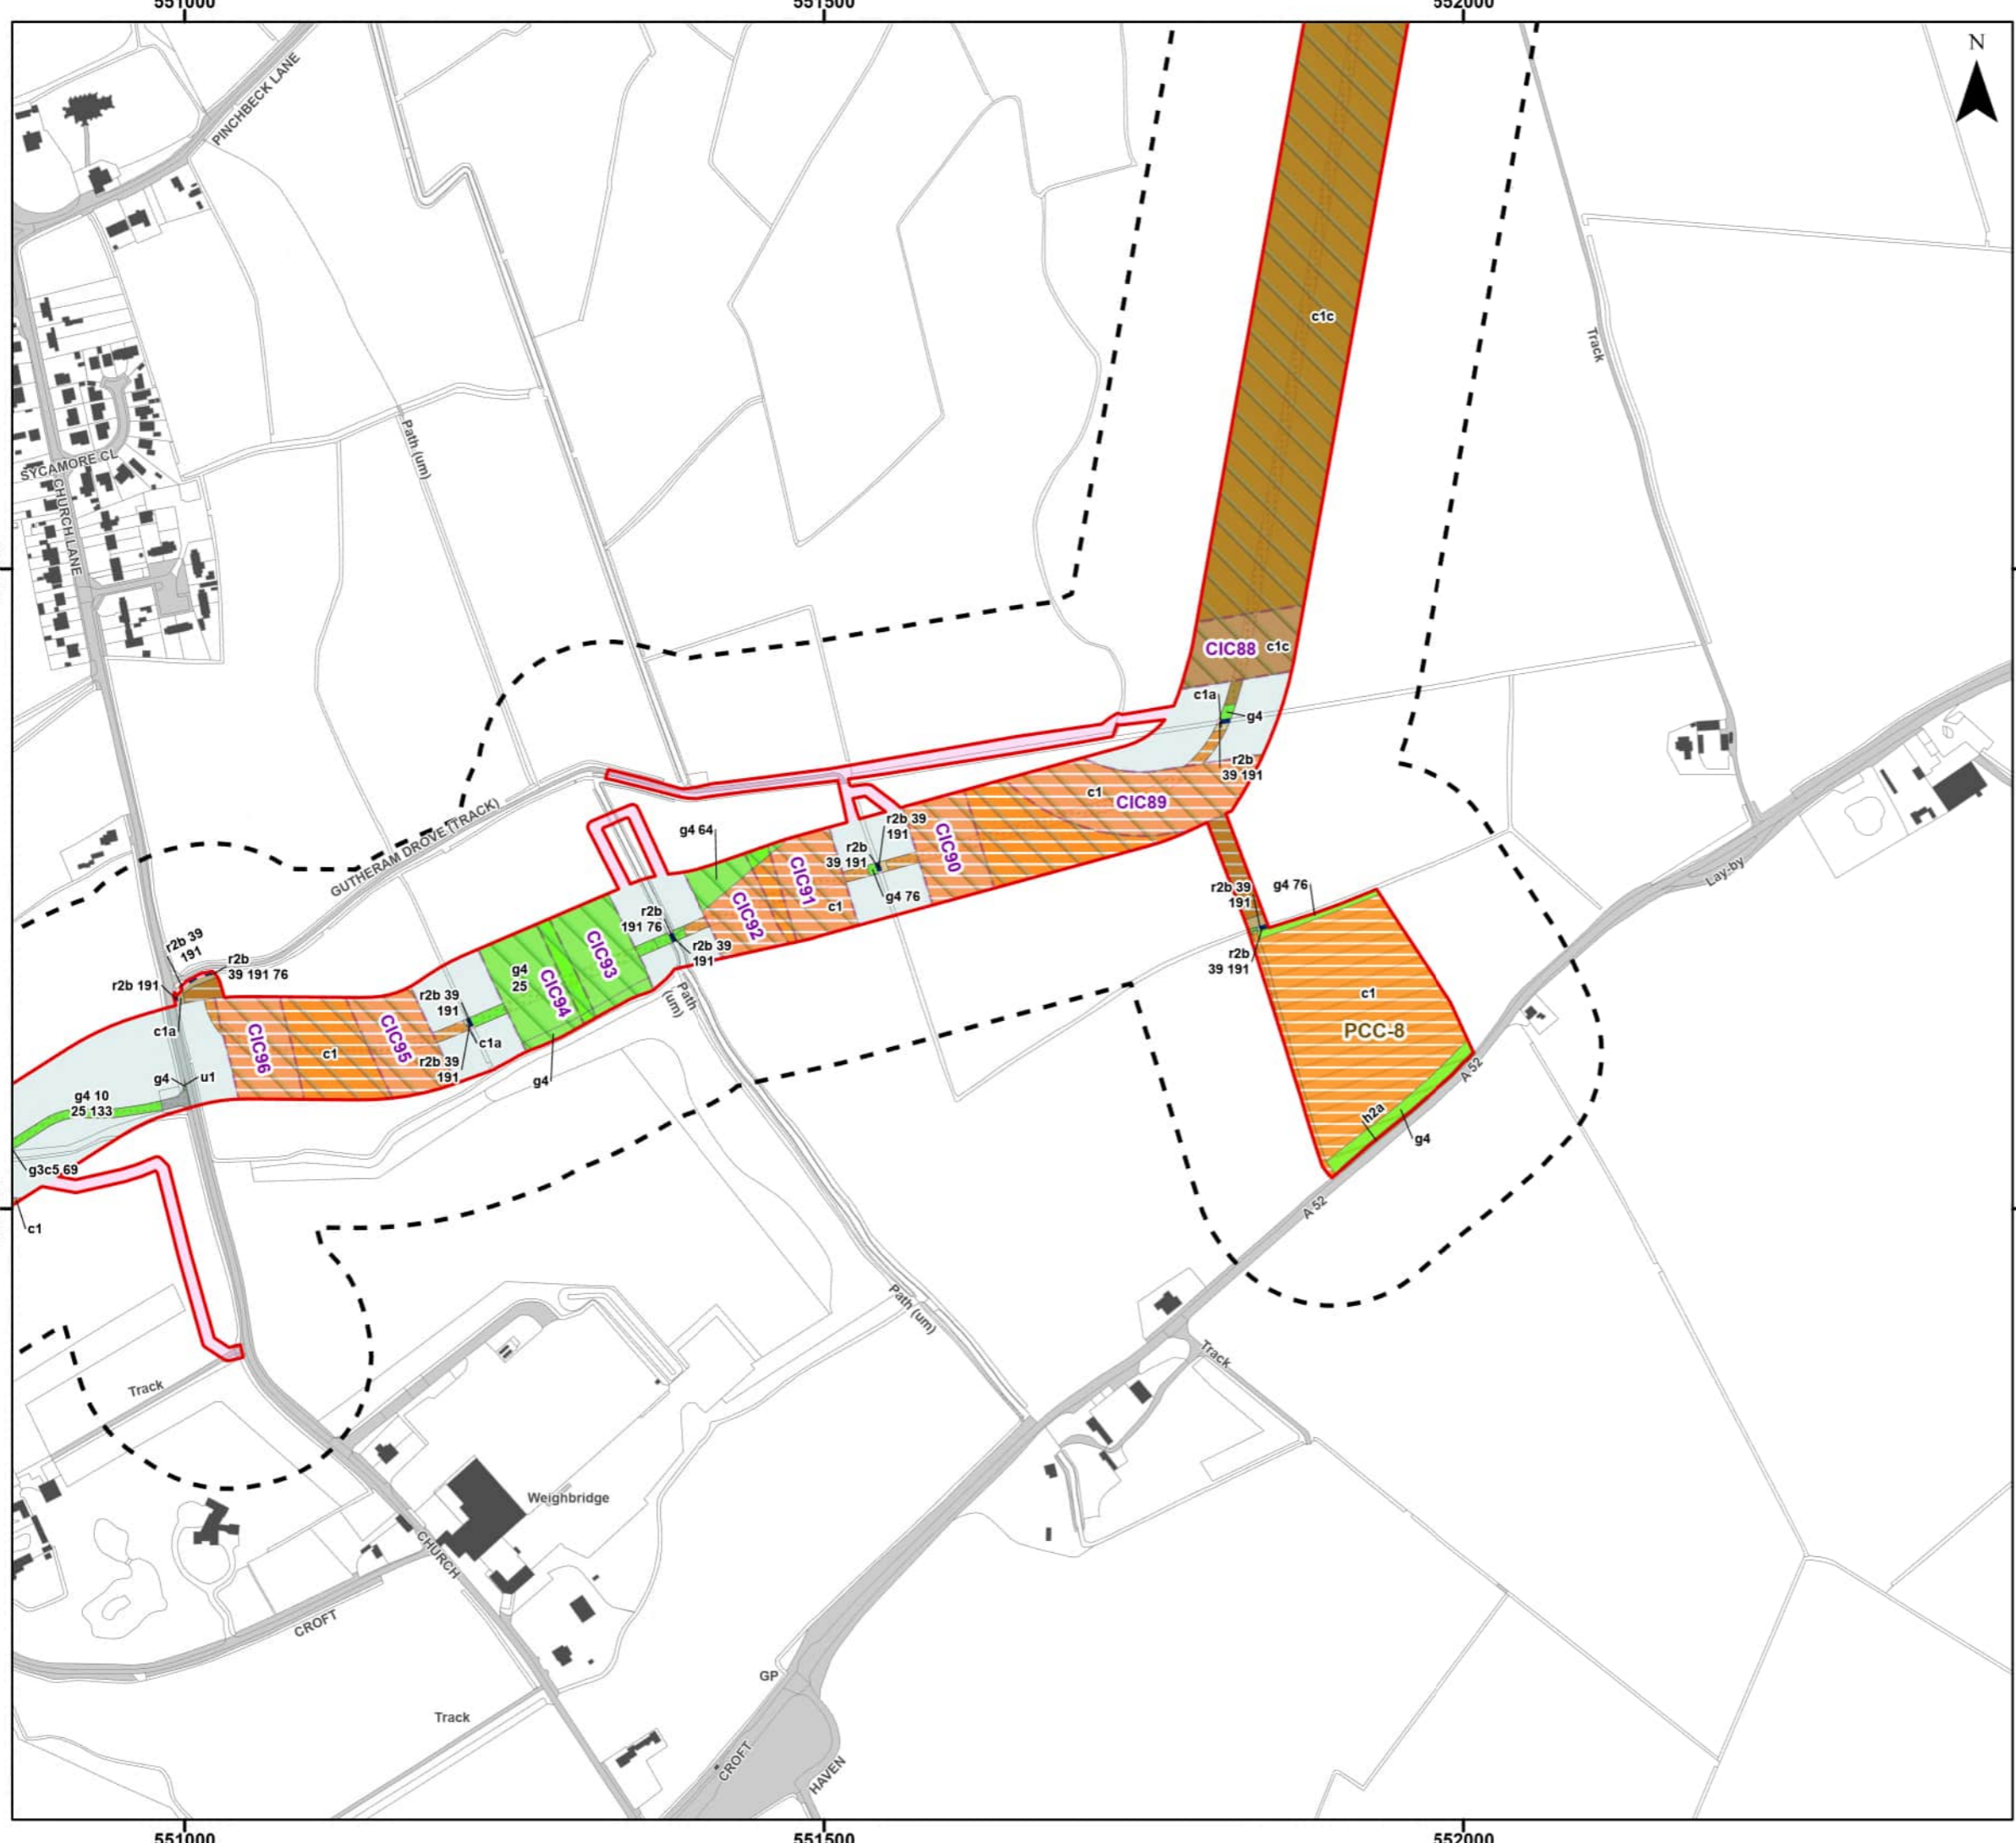 551000
551500
552000
N
PINCHBECK LANE
c1c
Track
Path (um)
SYCAMORE CL
CHURCH LANE
CIC88
c1c
c1a
g4
r2b
39 191
c1
CIC89
GUTHERAM DROVE (TRACK)
g4 64
r2b 39
191
r2b
39 191
CIC90
CIC91
g4 76
c1
CIC92
r2b 39
191
g4 76
r2b
191 76
r2b 39
191
r2b
39 191
r2b 39
191
r2b
39 191 76
r2b 191
CIC93
g4
25
CIC94
Path
(um)
c1
PCC-8
r2b 39
191
c1a
CIC96
c1
CIC95
c1a
r2b 39
191
g4
g4
u1
g4 10
25 133
A 52
h2a
g4
g3c5 69
c1
A 52
Lay-by
Path (um)
Track
Track
Weighbridge
CHURCH
CROFT
GP
Track
CROFT
HAVEN
551000
551500
552000